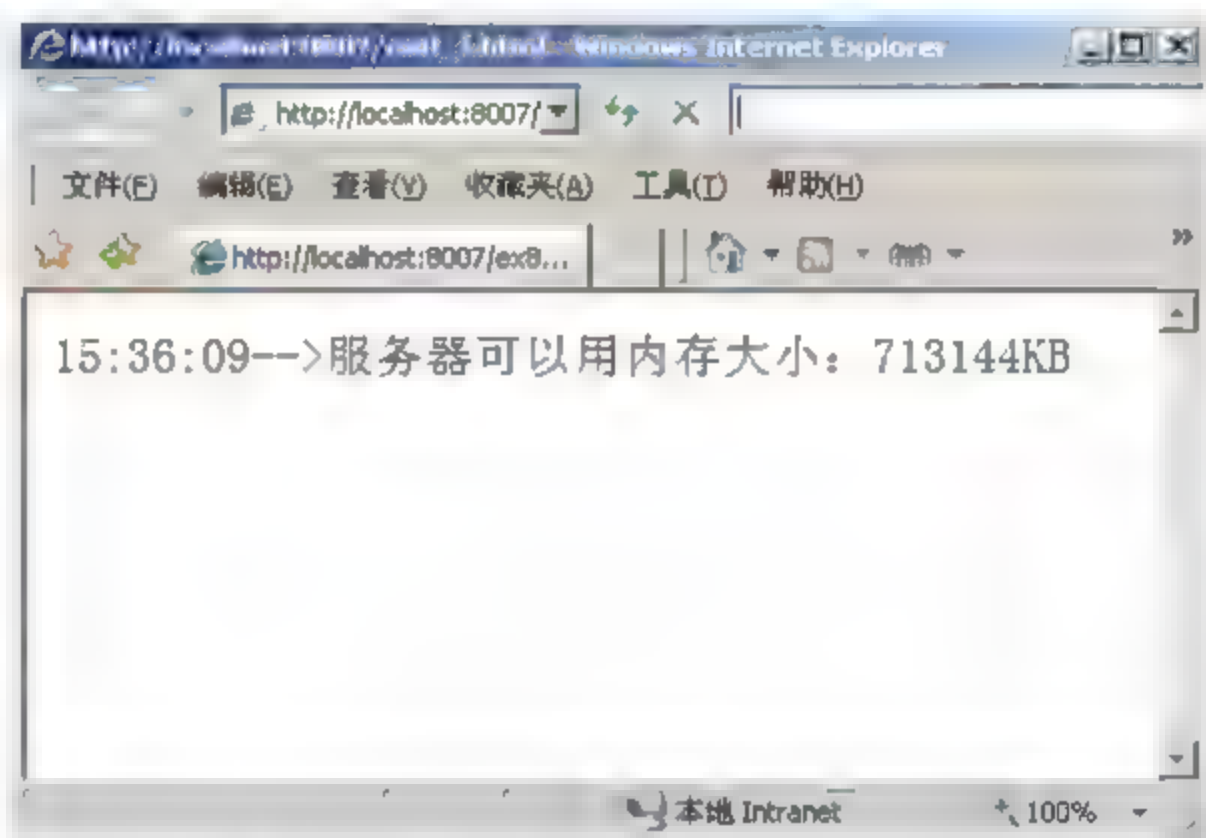 Windows Internet Explorer
http://localhost:8007/
文件(F) 编辑(E) 查看(V) 收藏夹(A) 工具(T) 帮助(H)
http://localhost:8007/ex8...
15:36:09-->服务器可以用内存大小：713144KB
本地 Intranet 100%